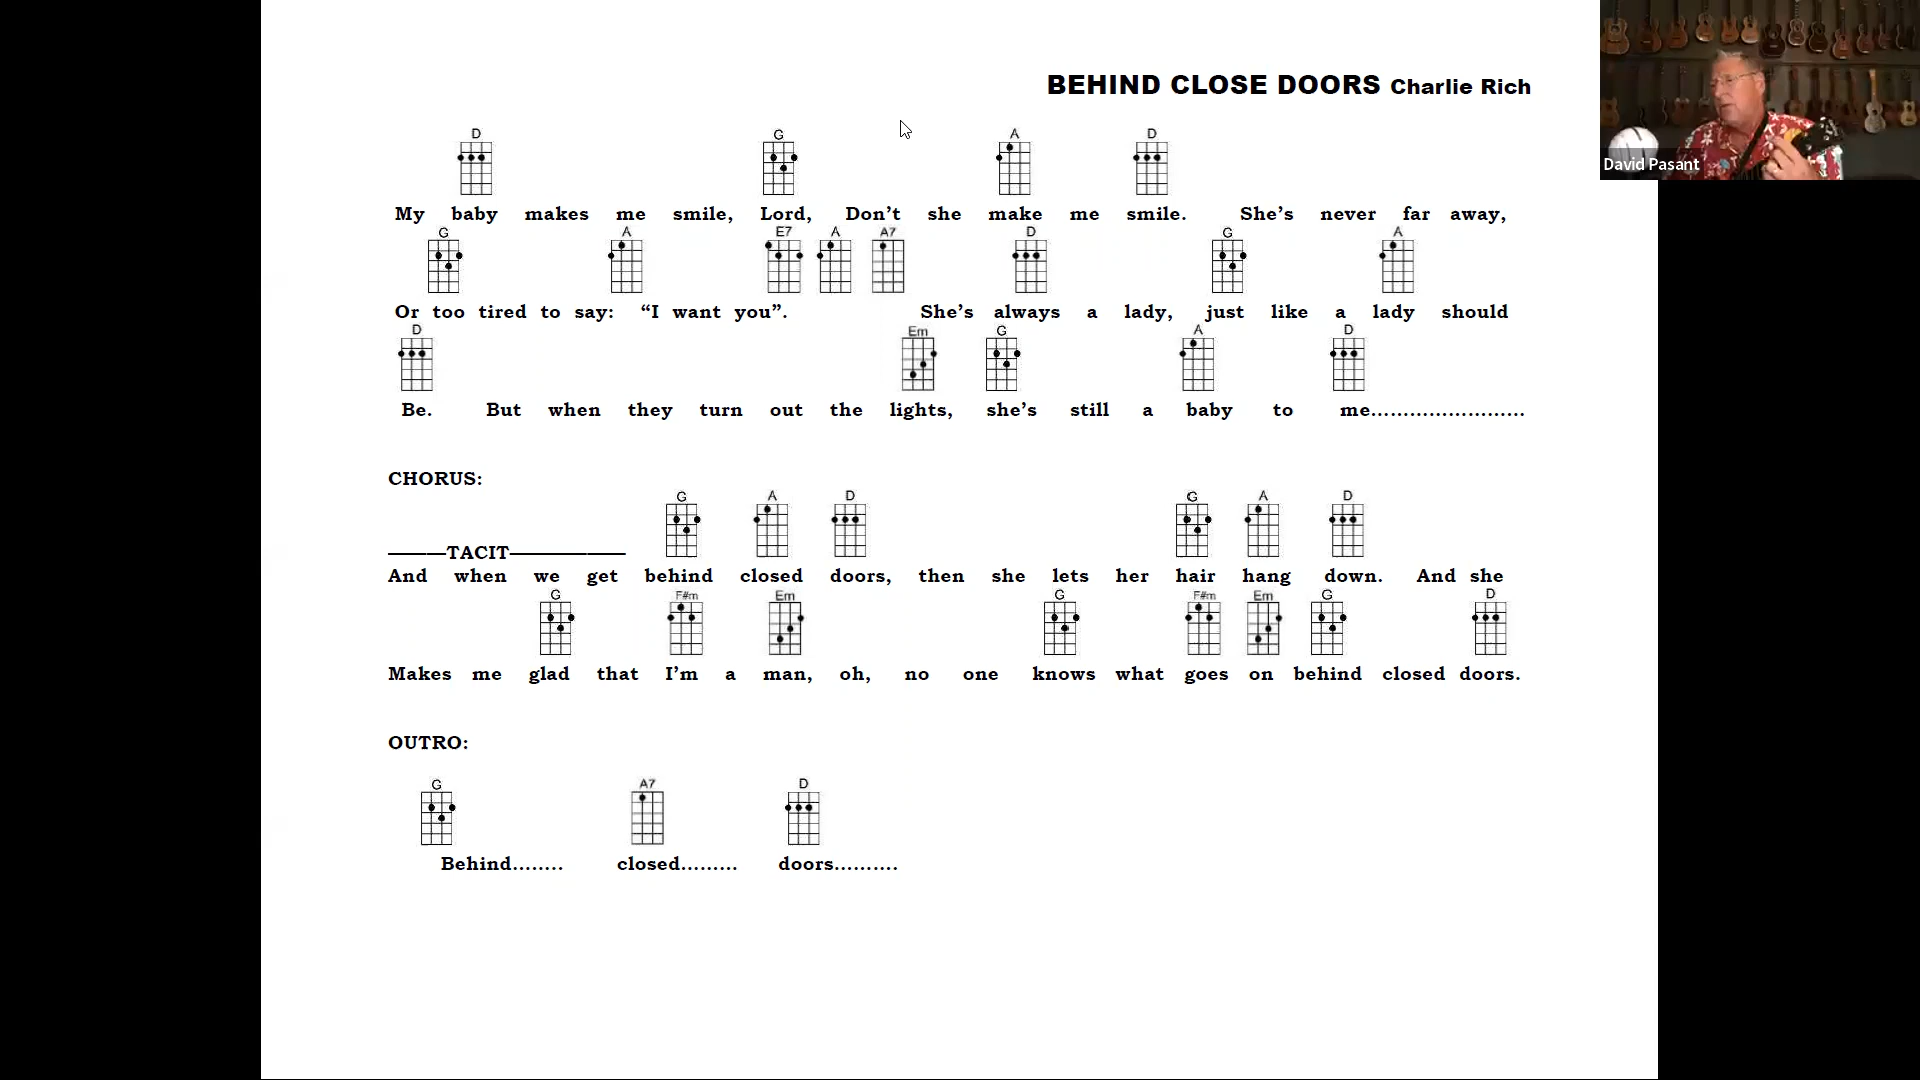 BEHIND CLOSE DOORS Charlie Rich
David Pasant
D G A D
My baby makes me smile, Lord, Don't she make me smile. She's never far away,
G A E7 A A7 D G A
Or too tired to say: “I want you”. She's always a lady, just like a lady should
D Em G A D
Be. But when they turn out the lights, she's still a baby to me........................
CHORUS:
G A D G A D
———TACIT——————
And when we get behind closed doors, then she lets her hair hang down. And she
G F#m Em G F#m Em G D
Makes me glad that I'm a man, oh, no one knows what goes on behind closed doors.
OUTRO:
G A7 D
Behind........ closed......... doors..........